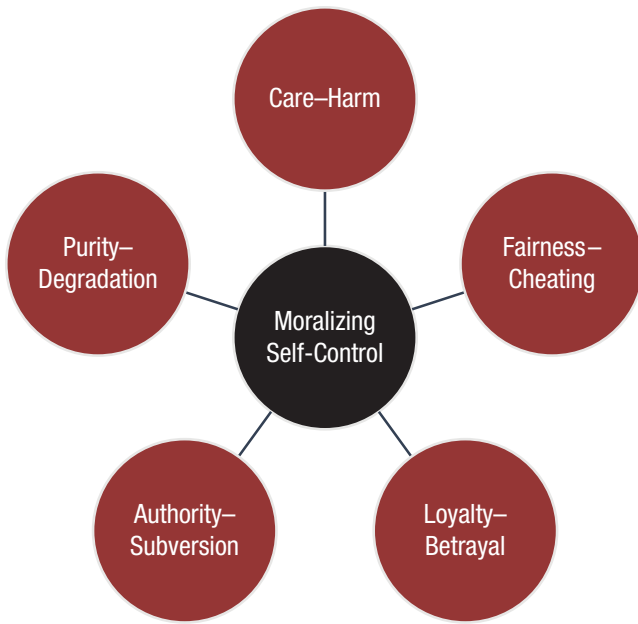 Care–Harm
Purity–
Degradation
Fairness–
Cheating
Moralizing
Self-Control
Authority–
Subversion
Loyalty–
Betrayal